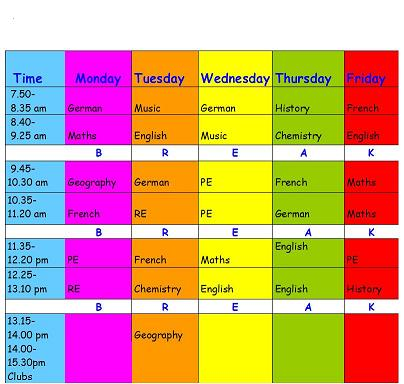 Time Monday Tuesday Wednesday Thursday Friday
7.50-
8.35 am German Music German History French
8.40-
9.25 am Maths English Music Chemistry English
B R E A K
9.45-
10.30 am Geography German PE French Maths
10.35-
11.20 am French RE PE German Maths
B R E A K
11.35- English
12.20 pm PE French Maths PE
12.25-
13.10 pm RE Chemistry English English History
B R E A K
13.15-
14.00 pm Geography
14.00-
15.30pm
Clubs